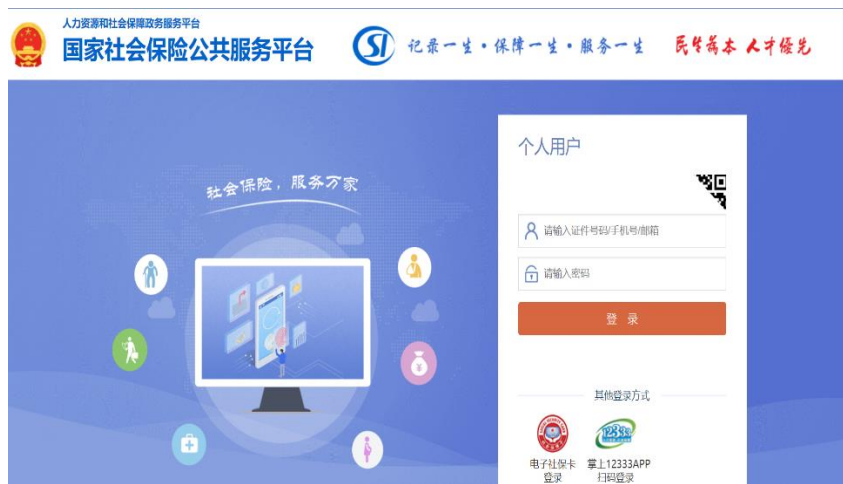 人力资源和社会保障政务服务平台
国家社会保险公共服务平台
SI
记录一生·保障一生·服务一生
民生为本 人才优先
社会保险，服务万家
个人用户
请输入证件号码/手机号/邮箱
请输入密码
登 录
其他登录方式
12333
电子社保卡
登录
掌上12333APP
扫码登录